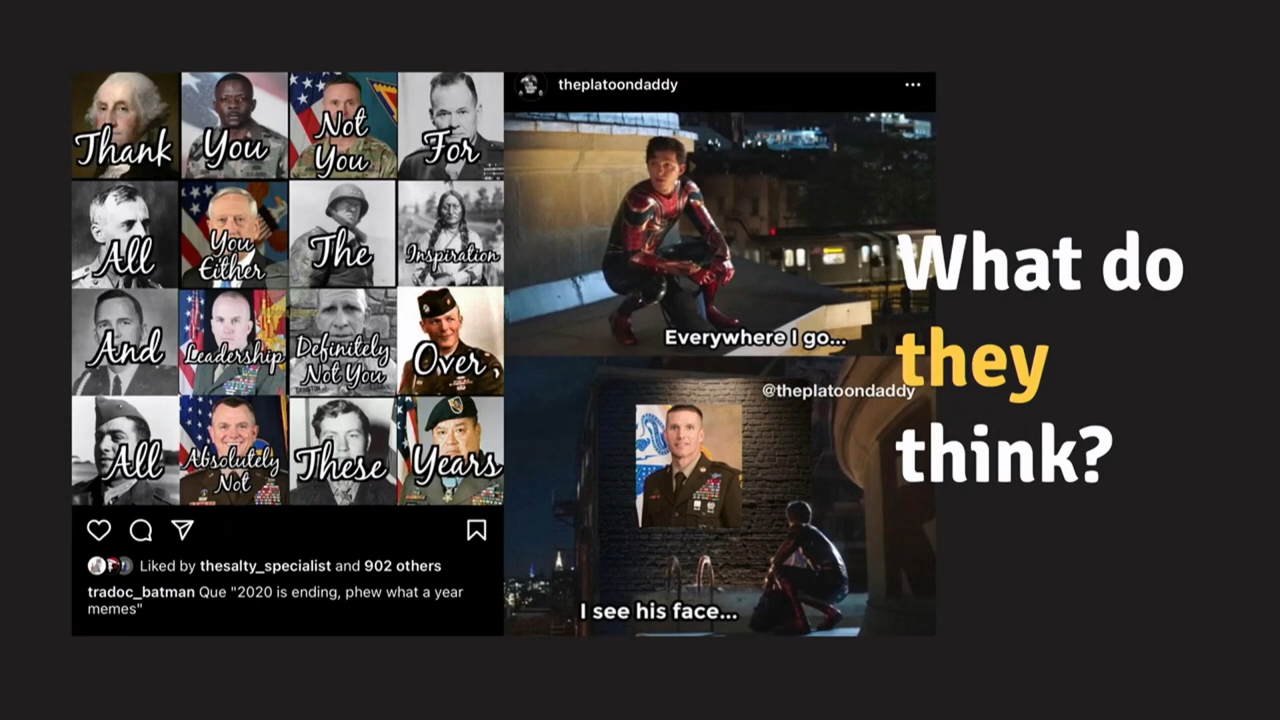 Thank
You
Not
You
For
All
You
Either
The
Inspiration
And
Leadership
Definitely
Not You
Over
All
Absolutely
Not
These
Years
Liked by thesalty_specialist and 902 others
tradoc_batman Que "2020 is ending, phew what a year
memes"
theplatoondaddy
Everywhere I go...
@theplatoondaddy
I see his face...
What do
they
think?